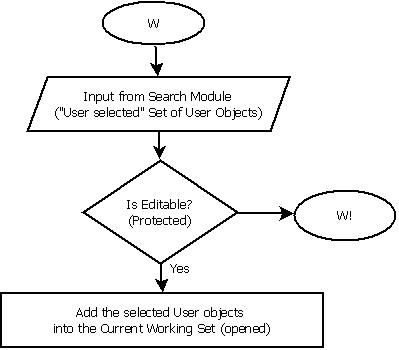 W
Input from Search Module
("User selected" Set of User Objects)
Is Editable?
(Protected)
W!
Yes
Add the selected User objects
into the Current Working Set (opened)